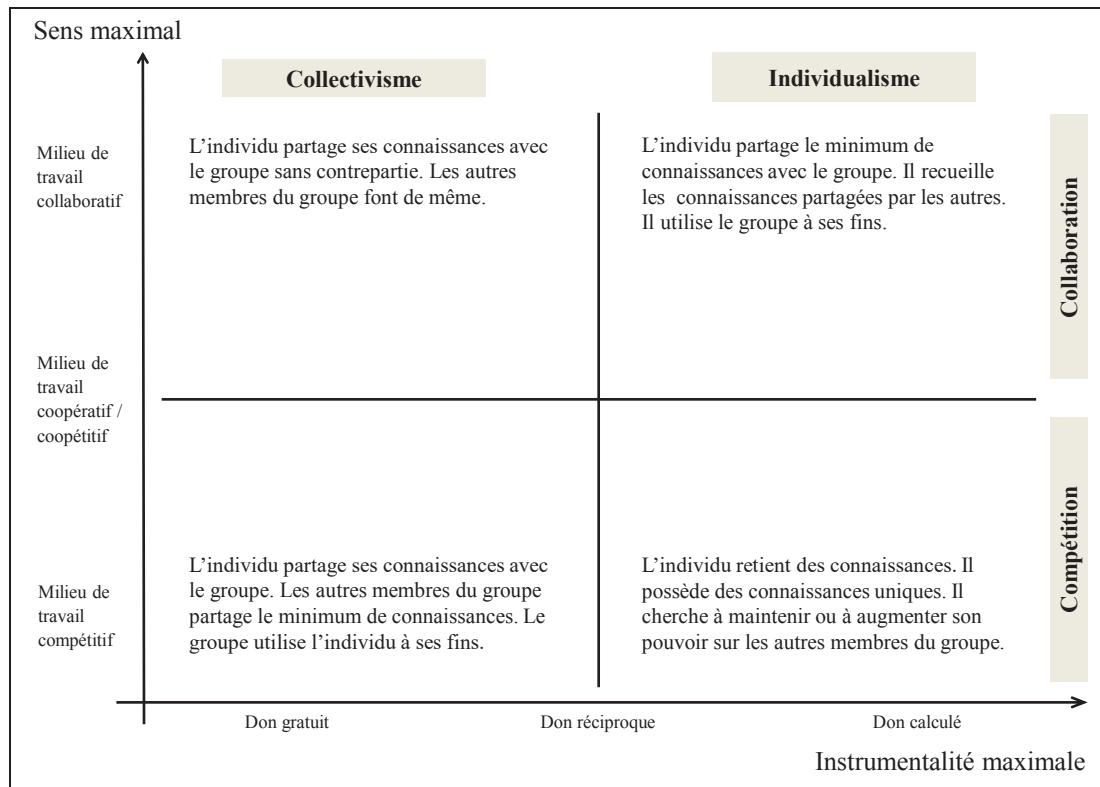 Sens maximal
Collectivisme
Individualisme
Milieu de
travail
collaboratif
L’individu partage ses connaissances avec
le groupe sans contrepartie. Les autres
membres du groupe font de même.
L’individu partage le minimum de
connaissances avec le groupe. Il recueille
les connaissances partagées par les autres.
Il utilise le groupe à ses fins.
Collaboration
Milieu de
travail
coopératif /
coopétitif
Milieu de
travail
compétitif
L’individu partage ses connaissances avec
le groupe. Les autres membres du groupe
partage le minimum de connaissances. Le
groupe utilise l’individu à ses fins.
L’individu retient des connaissances. Il
possède des connaissances uniques. Il
cherche à maintenir ou à augmenter son
pouvoir sur les autres membres du groupe.
Compétition
Don gratuit
Don réciproque
Don calculé
Instrumentalité maximale